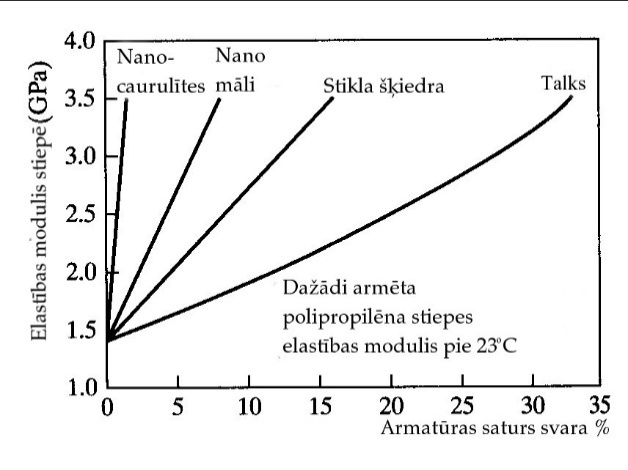 4.0
3.5
3.0
2.5
2.0
1.5
1.0
Elastības modulis stiepē(GPa)
Nano-
caurulītes
Nano
māli
Stikla šķiedra
Talks
Dažādi armēta
polipropilēna stiepes
elastības modulis pie 23°C
0 5 10 15 20 25 30 35
Armatūras saturs svara %